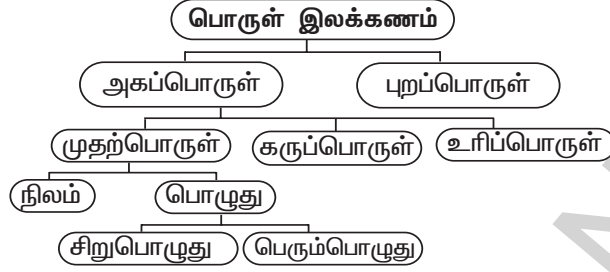 பொருள் இலக்கணம்
அகப்பொருள் புறப்பொருள்
முதற்பொருள் கருப்பொருள் உரிப்பொருள்
நிலம் பொழுது
சிறுபொழுது பெரும்பொழுது